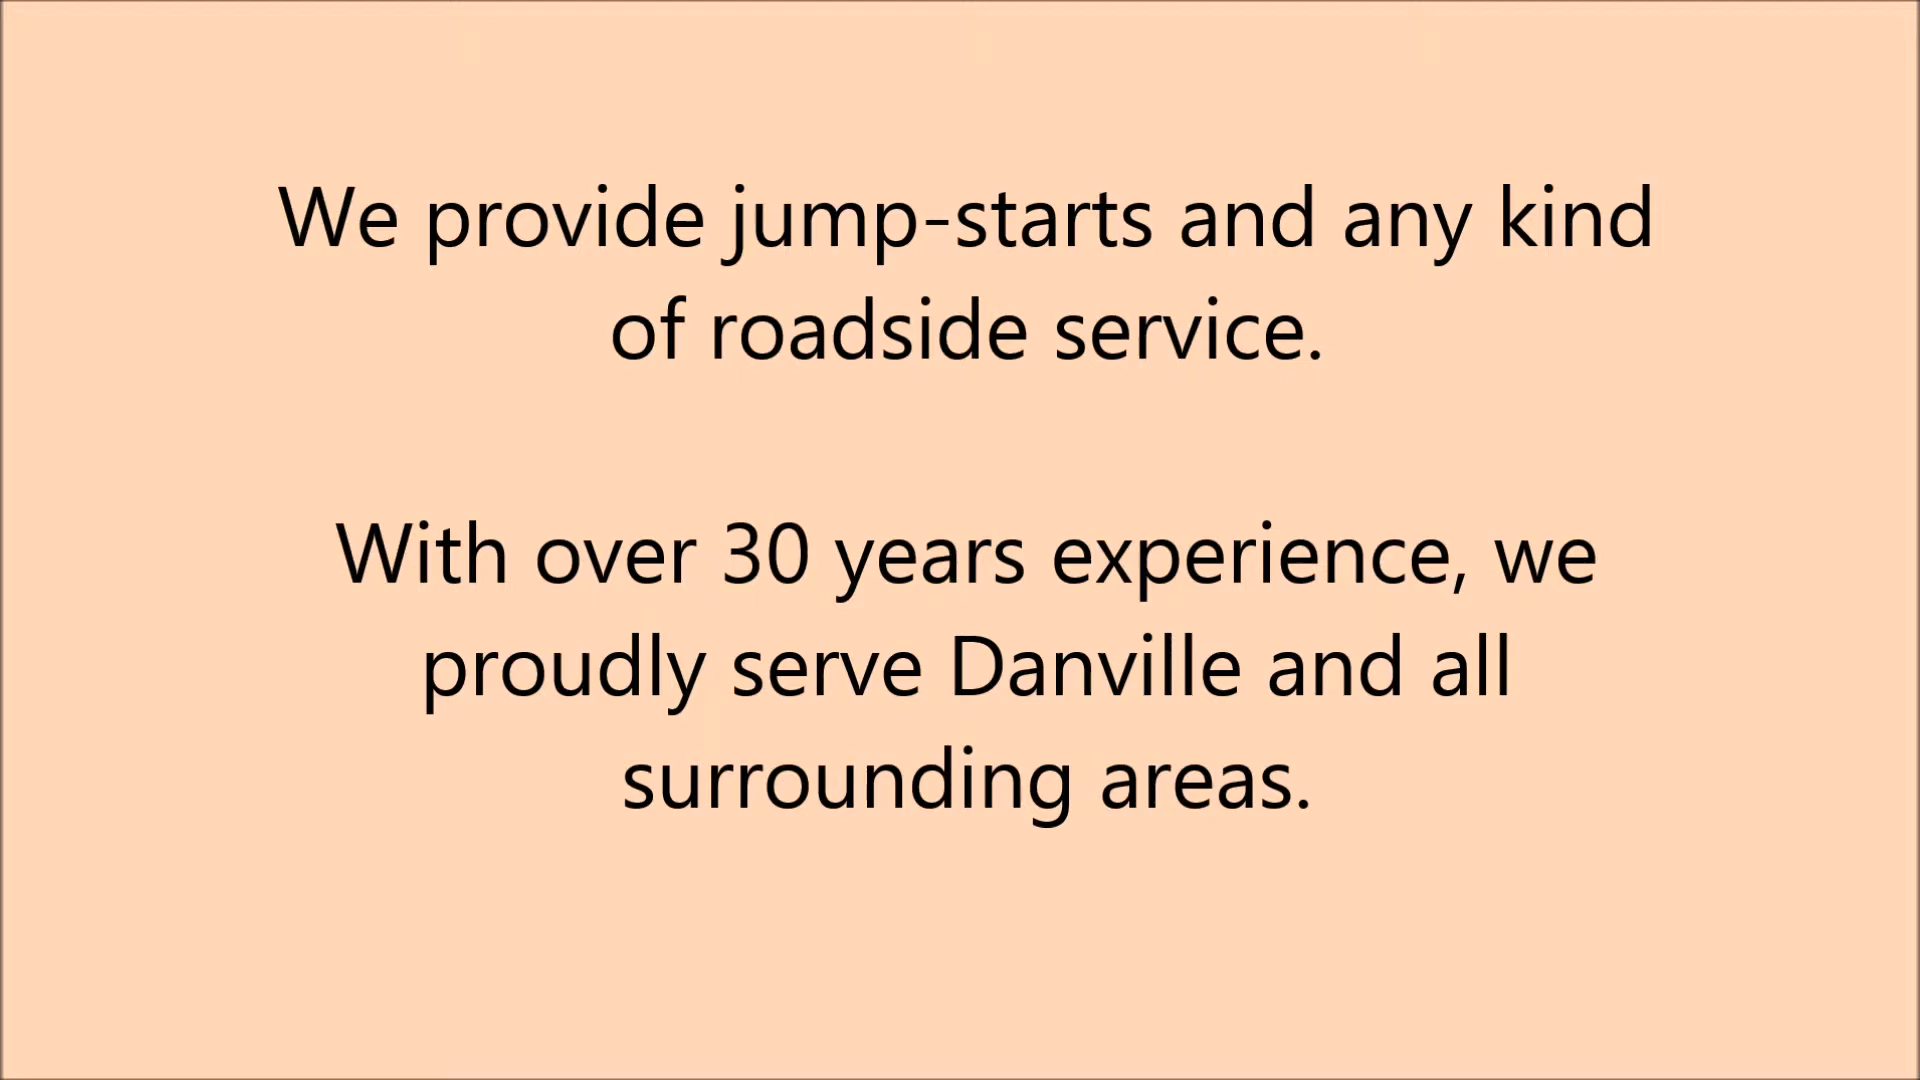 We provide jump-starts and any kind
of roadside service.
With over 30 years experience, we
proudly serve Danville and all
surrounding areas.